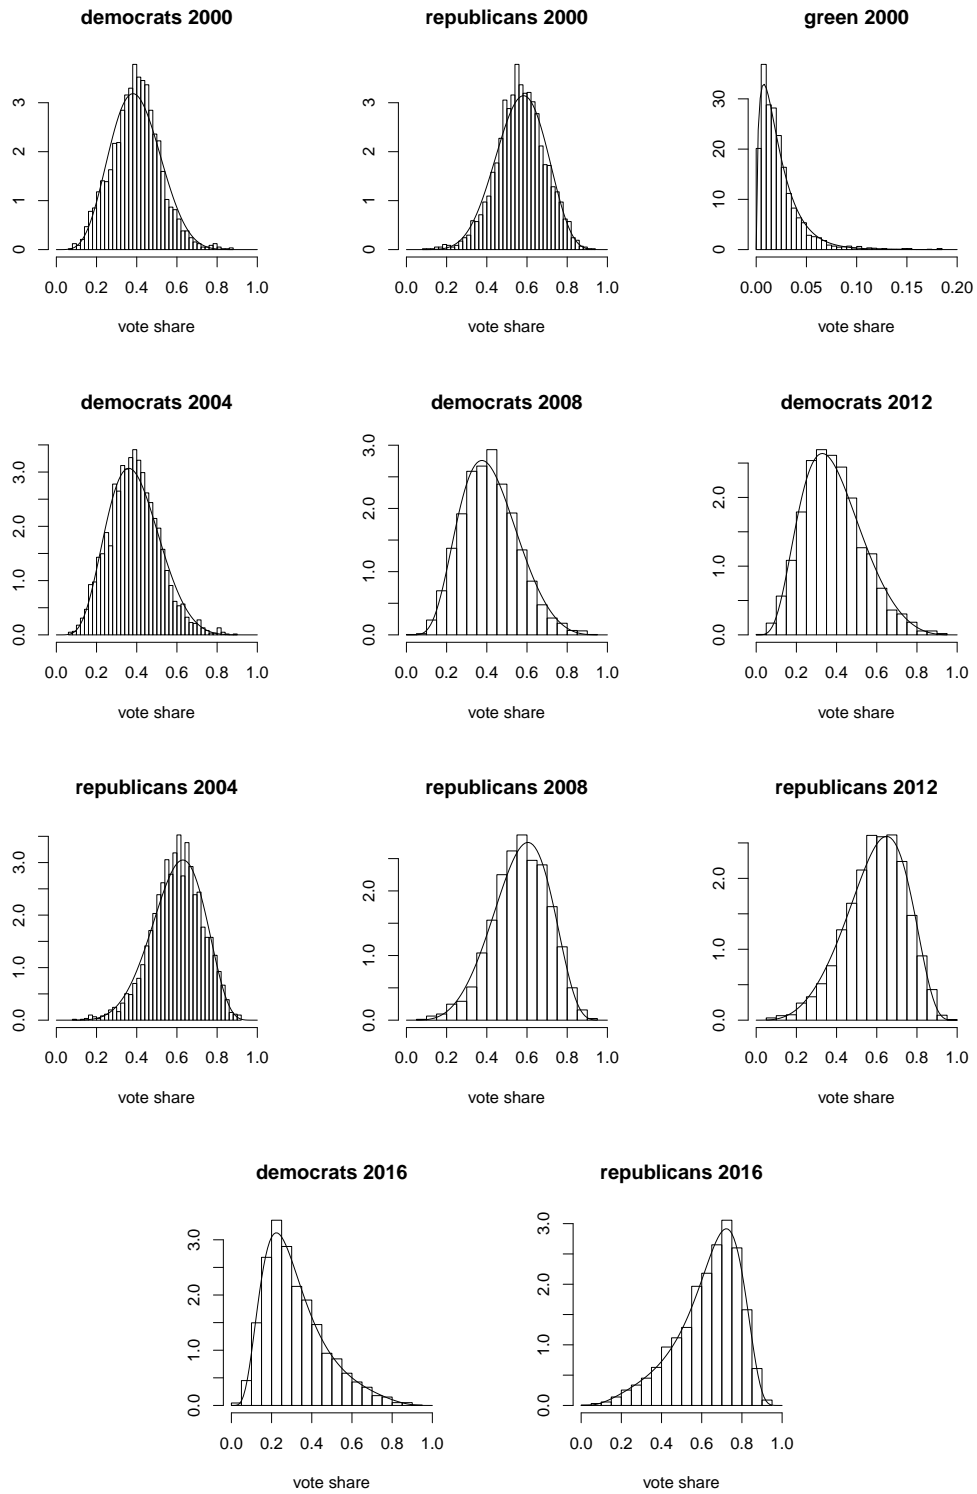 democrats 2000
republicans 2000
green 2000
0 1 2 3
0 1 2 3
0 10 20 30
0.0 0.2 0.4 0.6 0.8 1.0
0.0 0.2 0.4 0.6 0.8 1.0
0.00 0.05 0.10 0.15 0.20
vote share
vote share
vote share
democrats 2004
democrats 2008
democrats 2012
0.0 1.0 2.0 3.0
0.0 1.0 2.0 3.0
0.0 1.0 2.0
0.0 0.2 0.4 0.6 0.8 1.0
0.0 0.2 0.4 0.6 0.8 1.0
0.0 0.2 0.4 0.6 0.8 1.0
vote share
vote share
vote share
republicans 2004
republicans 2008
republicans 2012
0.0 1.0 2.0 3.0
0.0 1.0 2.0
0.0 1.0 2.0
0.0 0.2 0.4 0.6 0.8 1.0
0.0 0.2 0.4 0.6 0.8 1.0
0.0 0.2 0.4 0.6 0.8 1.0
vote share
vote share
vote share
democrats 2016
republicans 2016
0.0 1.0 2.0 3.0
0.0 1.0 2.0 3.0
0.0 0.2 0.4 0.6 0.8 1.0
0.0 0.2 0.4 0.6 0.8 1.0
vote share
vote share